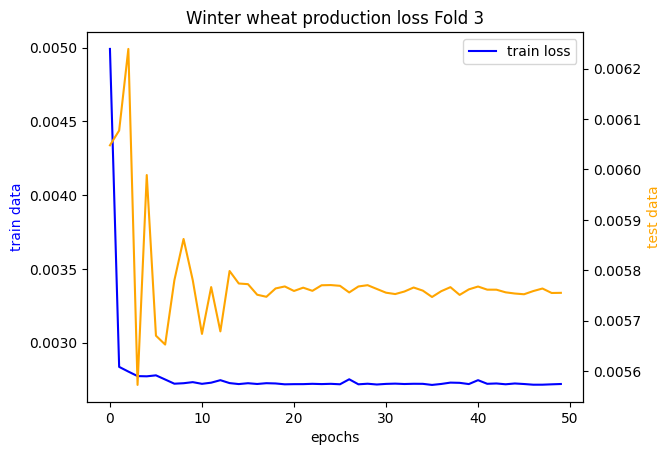 Winter wheat production loss Fold 3
train loss
train data
0.0050
0.0045
0.0040
0.0035
0.0030
test data
0.0062
0.0061
0.0060
0.0059
0.0058
0.0057
0.0056
0 10 20 30 40 50
epochs